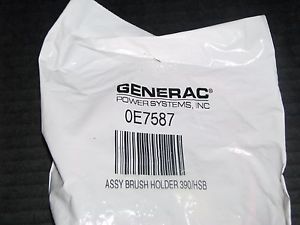 GENERAC
POWER SYSTEMS, INC
0E7587
ASSY BRUSH HOLDER 390/HSB